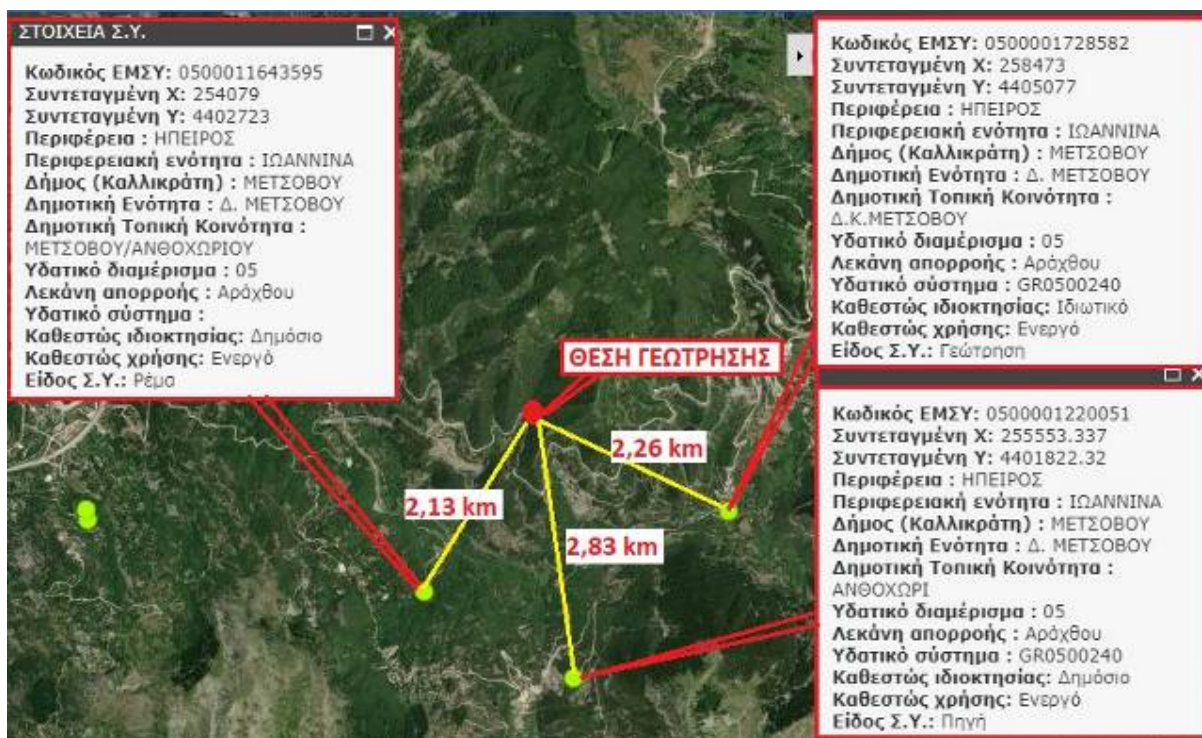 ΣΤΟΙΧΕΙΑ Σ.Υ.
Κωδικός ΕΜΣΥ: 0500011643595
Συντεταγμένη Χ: 254079
Συντεταγμένη Υ: 4402723
Περιφέρεια : ΗΠΕΙΡΟΣ
Περιφερειακή ενότητα : ΙΩΑΝΝΙΝΑ
Δήμος (Καλλικράτη) : ΜΕΤΣΟΒΟΥ
Δημοτική Ενότητα : Δ. ΜΕΤΣΟΒΟΥ
Δημοτική Τοπική Κοινότητα :
ΜΕΤΣΟΒΟΥ/ΑΝΘΟΧΩΡΙΟΥ
Υδατικό διαμέρισμα : 05
Λεκάνη απορροής : Αράχθου
Υδατικό σύστημα :
Καθεστώς ιδιοκτησίας: Δημόσιο
Καθεστώς χρήσης: Ενεργό
Είδος Σ.Υ.: Ρέμα
Κωδικός ΕΜΣΥ: 0500001728582
Συντεταγμένη Χ: 258473
Συντεταγμένη Υ: 4405077
Περιφέρεια : ΗΠΕΙΡΟΣ
Περιφερειακή ενότητα : ΙΩΑΝΝΙΝΑ
Δήμος (Καλλικράτη) : ΜΕΤΣΟΒΟΥ
Δημοτική Ενότητα : Δ. ΜΕΤΣΟΒΟΥ
Δημοτική Τοπική Κοινότητα :
Δ.Κ.ΜΕΤΣΟΒΟΥ
Υδατικό διαμέρισμα : 05
Λεκάνη απορροής : Αράχθου
Υδατικό σύστημα : GR0500240
Καθεστώς ιδιοκτησίας: Ιδιωτικό
Καθεστώς χρήσης: Ενεργό
Είδος Σ.Υ.: Γεώτρηση
ΘΕΣΗ ΓΕΩΤΡΗΣΗΣ
2,26 km
2,13 km
2,83 km
Κωδικός ΕΜΣΥ: 0500001220051
Συντεταγμένη Χ: 255553.337
Συντεταγμένη Υ: 4401822.32
Περιφέρεια : ΗΠΕΙΡΟΣ
Περιφερειακή ενότητα : ΙΩΑΝΝΙΝΑ
Δήμος (Καλλικράτη) : ΜΕΤΣΟΒΟΥ
Δημοτική Ενότητα : Δ. ΜΕΤΣΟΒΟΥ
Δημοτική Τοπική Κοινότητα :
ΑΝΘΟΧΩΡΙ
Υδατικό διαμέρισμα : 05
Λεκάνη απορροής : Αράχθου
Υδατικό σύστημα : GR0500240
Καθεστώς ιδιοκτησίας: Δημόσιο
Καθεστώς χρήσης: Ενεργό
Είδος Σ.Υ.: Πηγή